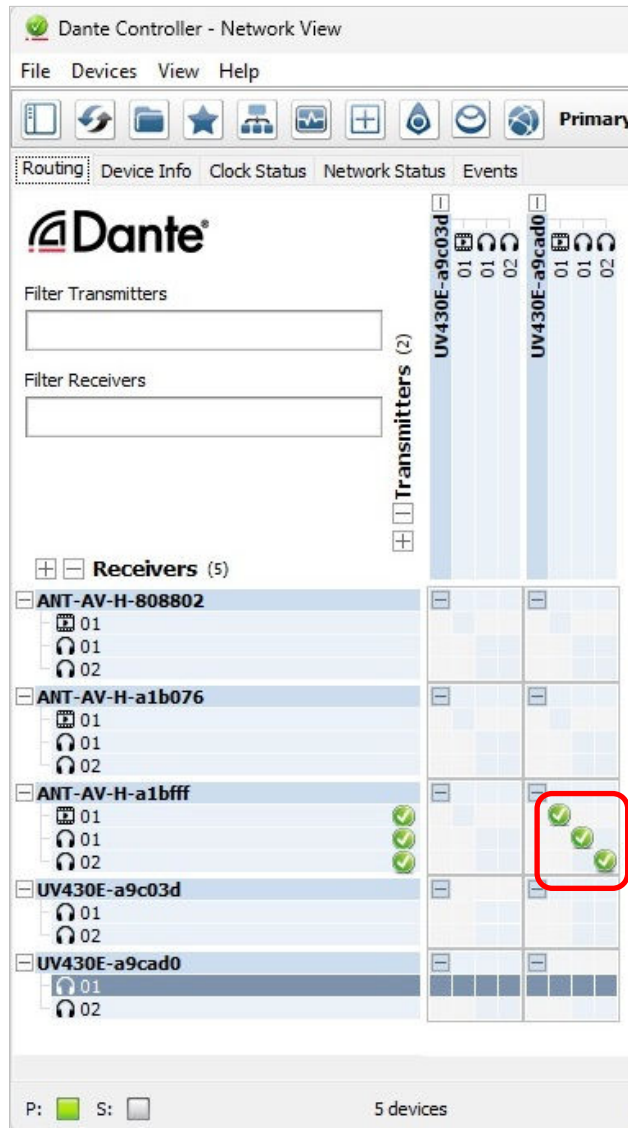 Dante Controller - Network View
File Devices View Help
Primary
Routing Device Info Clock Status Network Status Events
Dante®
Filter Transmitters
Filter Receivers
Transmitters (2)
UV430E-a9c03d
01
01
02
UV430E-a9cad0
01
01
02
Receivers (5)
ANT-AV-H-808802
01
01
02
ANT-AV-H-a1b076
01
01
02
ANT-AV-H-a1bfff
01
01
02
UV430E-a9c03d
01
02
UV430E-a9cad0
01
02
P: S: 5 devices